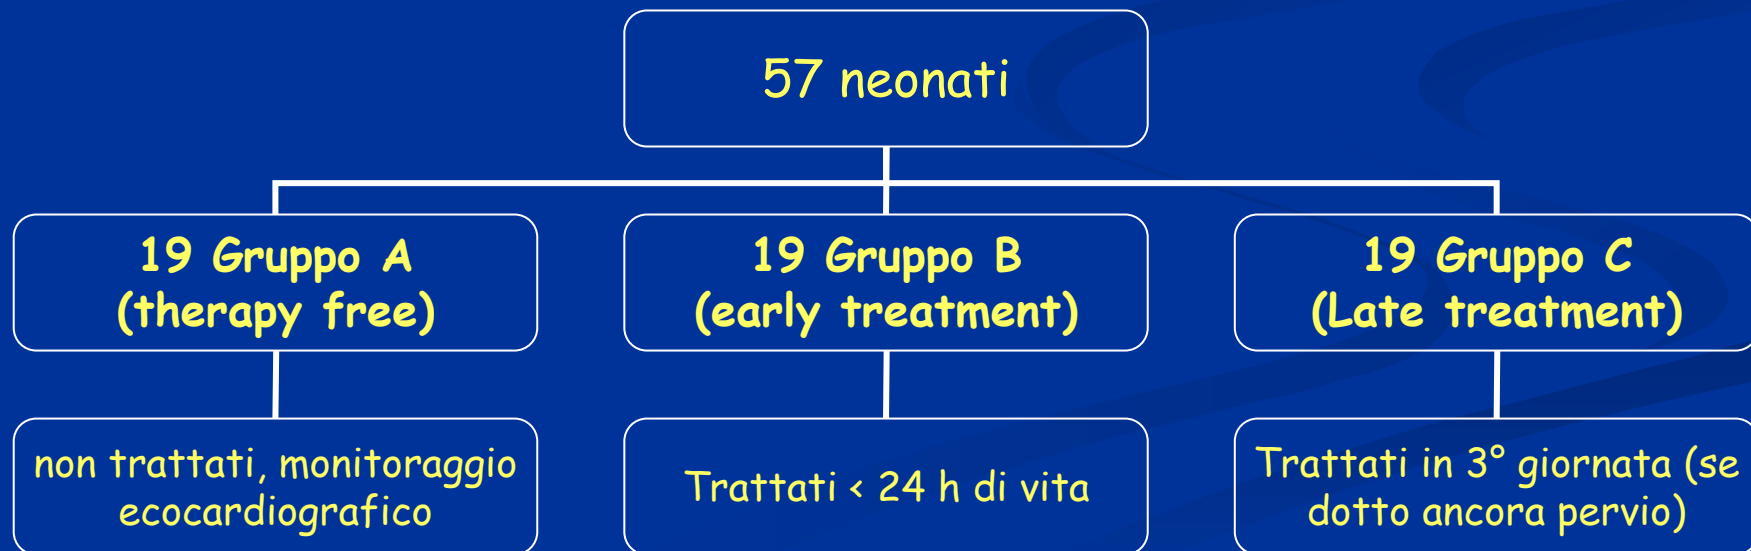 57 neonati
19 Gruppo A
(therapy free)
19 Gruppo B
(early treatment)
19 Gruppo C
(Late treatment)
non trattati, monitoraggio
ecocardiografico
Trattati < 24 h di vita
Trattati in 3° giornata (se
dotto ancora pervio)